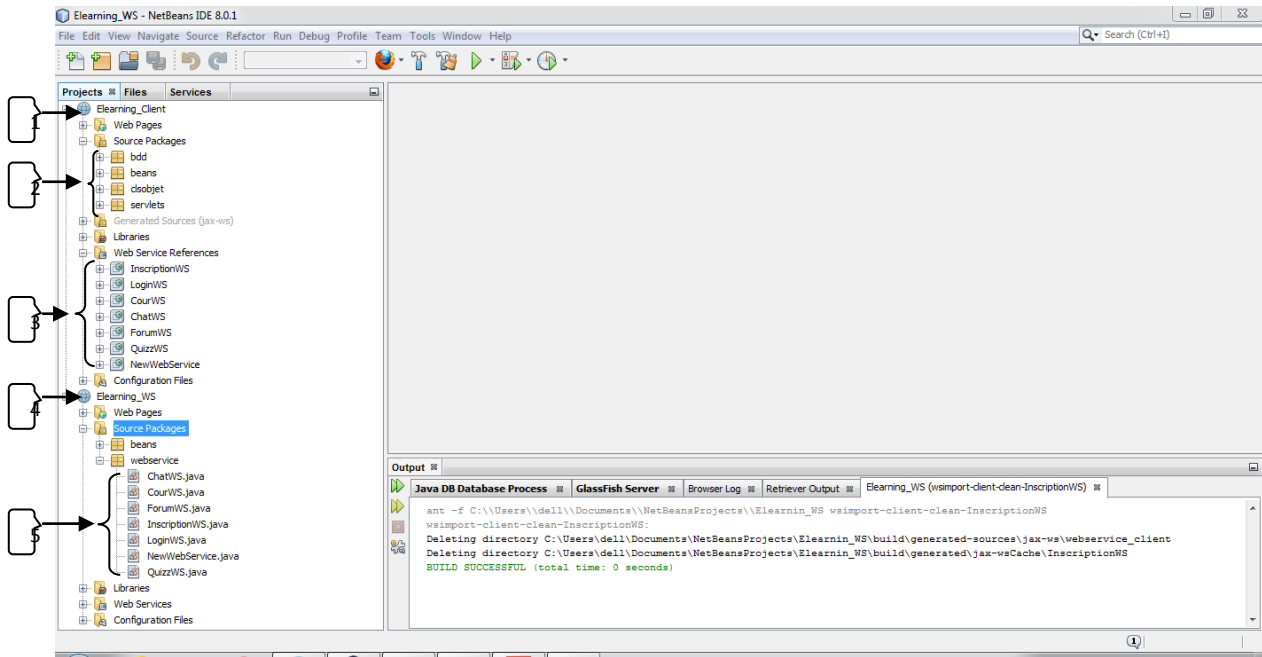 Elearning_WS - NetBeans IDE 8.0.1
File Edit View Navigate Source Refactor Run Debug Profile Team Tools Window Help
Search (Ctrl+I)
Projects Files Services
1
Elearning_Client
Web Pages
Source Packages
bdd
beans
2
clsobjet
servlets
Generated Sources (jax-ws)
Libraries
Web Service References
InscriptionWS
LoginWS
CourWS
ChatWS
3
ForumWS
QuizzWS
NewWebService
Configuration Files
4
Elearning_WS
Web Pages
Source Packages
beans
webservice
ChatWS.java
CourWS.java
ForumWS.java
InscriptionWS.java
5
LoginWS.java
NewWebService.java
QuizzWS.java
Libraries
Web Services
Configuration Files
Output
Java DB Database Process GlassFish Server Browser Log Retriever Output Elearning_WS (wsimport-client-clean-InscriptionWS)
ant -f C:\\Users\\dell\\Documents\\NetBeansProjects\\Elearnin_WS wsimport-client-clean-InscriptionWS
wsimport-client-clean-InscriptionWS:
Deleting directory C:\Users\dell\Documents\NetBeansProjects\Elearnin_WS\build\generated-sources\jax-ws\webservice_client
Deleting directory C:\Users\dell\Documents\NetBeansProjects\Elearnin_WS\build\generated\jax-wsCache\InscriptionWS
BUILD SUCCESSFUL (total time: 0 seconds)
1